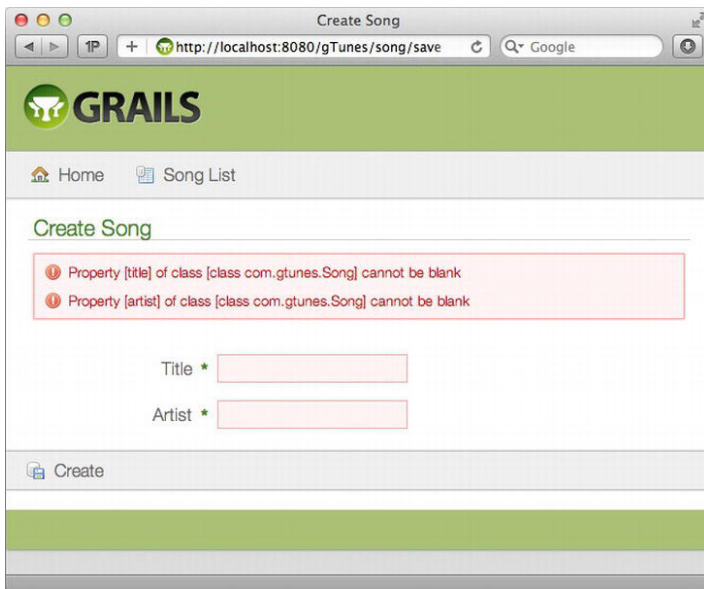 Create Song
1P
+
http://localhost:8080/gTunes/song/save
Google
GRAILS
Home
Song List
Create Song
Property [title] of class [class com.gtunes.Song] cannot be blank
Property [artist] of class [class com.gtunes.Song] cannot be blank
Title *
Artist *
Create